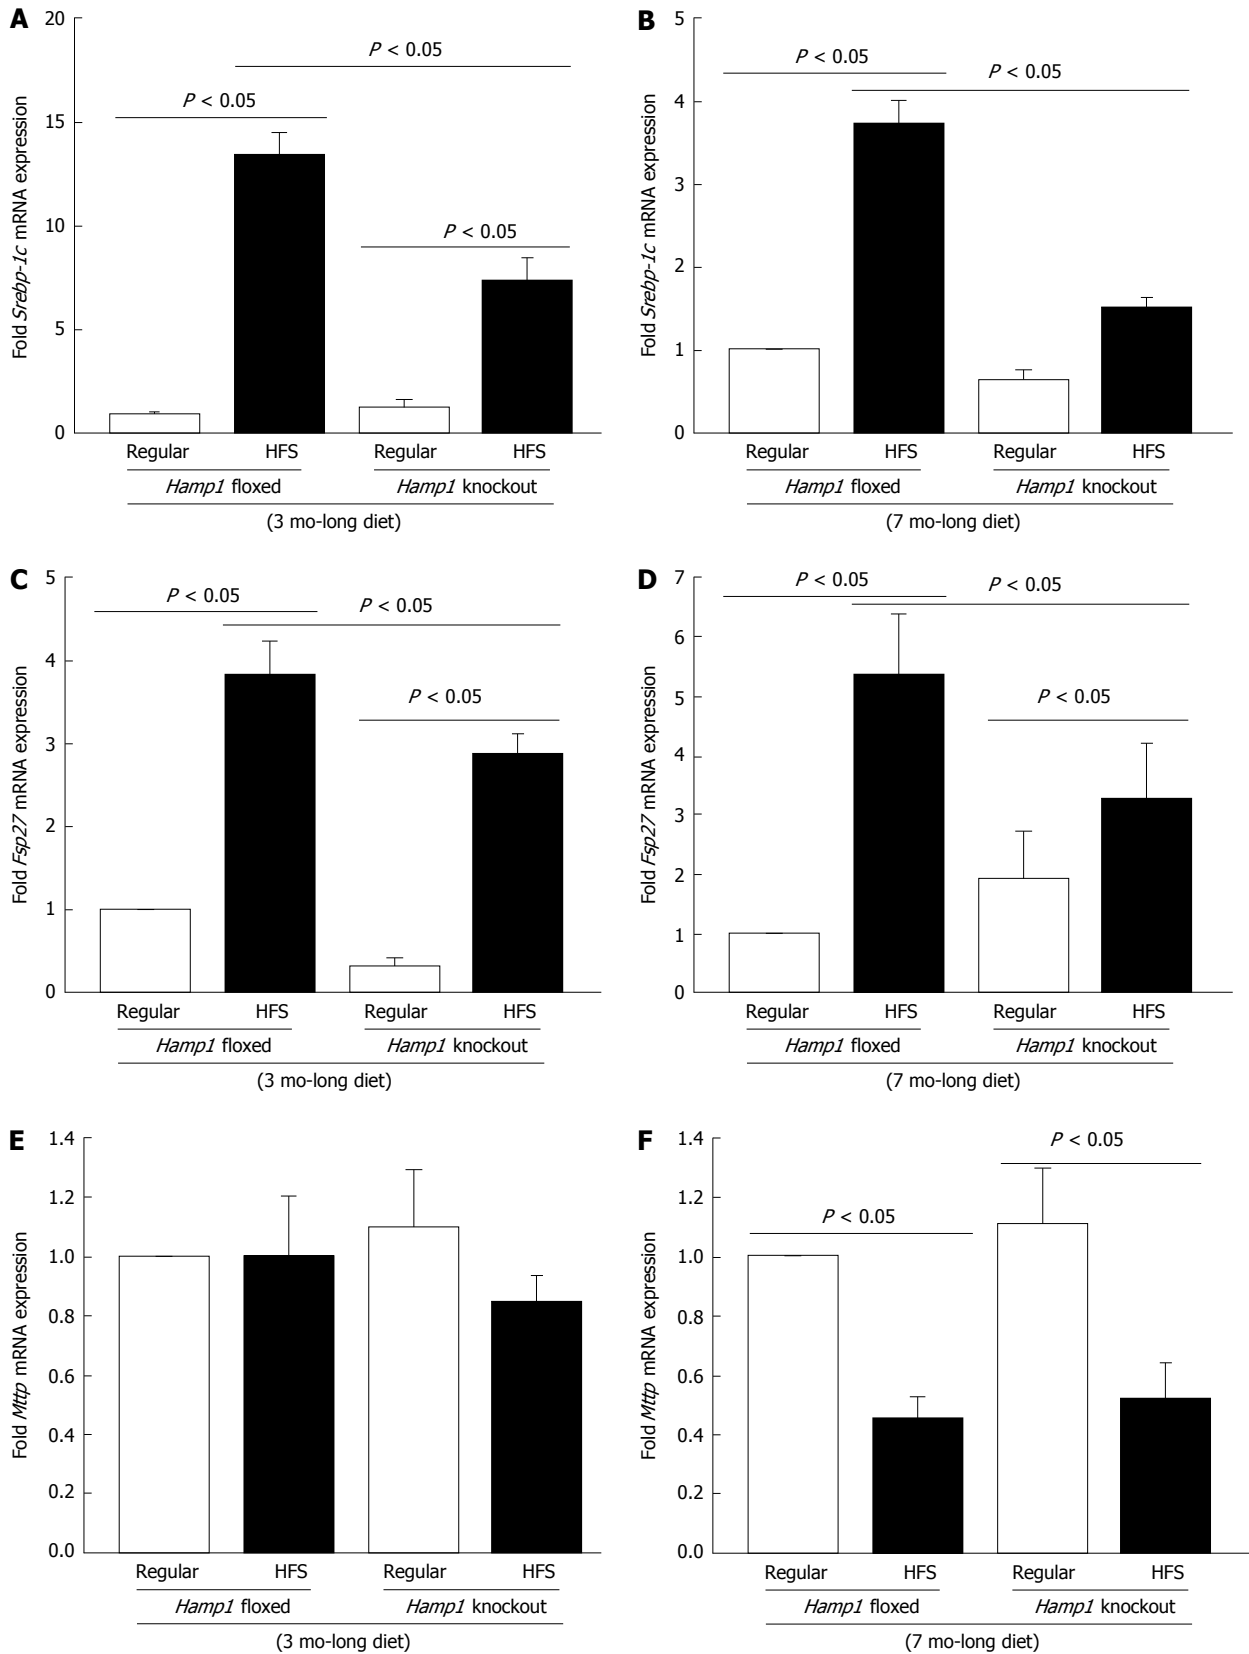 A
Fold Srebp-1c mRNA expression
20
15
10
5
0
P < 0.05
P < 0.05
P < 0.05
Regular HFS Regular HFS
Hamp1 floxed Hamp1 knockout
(3 mo-long diet)
B
Fold Srebp-1c mRNA expression
5
4
3
2
1
0
P < 0.05
P < 0.05
Regular HFS Regular HFS
Hamp1 floxed Hamp1 knockout
(7 mo-long diet)
C
Fold Fsp27 mRNA expression
5
4
3
2
1
0
P < 0.05
P < 0.05
P < 0.05
Regular HFS Regular HFS
Hamp1 floxed Hamp1 knockout
(3 mo-long diet)
D
Fold Fsp27 mRNA expression
7
6
5
4
3
2
1
0
P < 0.05
P < 0.05
P < 0.05
Regular HFS Regular HFS
Hamp1 floxed Hamp1 knockout
(7 mo-long diet)
E
Fold Mttp mRNA expression
1.4
1.2
1.0
0.8
0.6
0.4
0.2
0.0
Regular HFS Regular HFS
Hamp1 floxed Hamp1 knockout
(3 mo-long diet)
F
Fold Mttp mRNA expression
1.4
1.2
1.0
0.8
0.6
0.4
0.2
0.0
P < 0.05
P < 0.05
Regular HFS Regular HFS
Hamp1 floxed Hamp1 knockout
(7 mo-long diet)